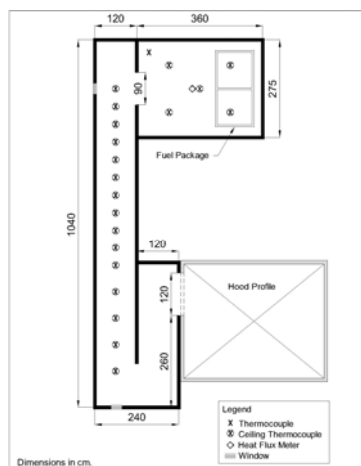 120
360
90
275
Fuel Package
1040
120
120
Hood Profile
260
240
Legend
x Thermocouple
Ceiling Thermocouple
Heat Flux Meter
Window
Dimensions in cm.